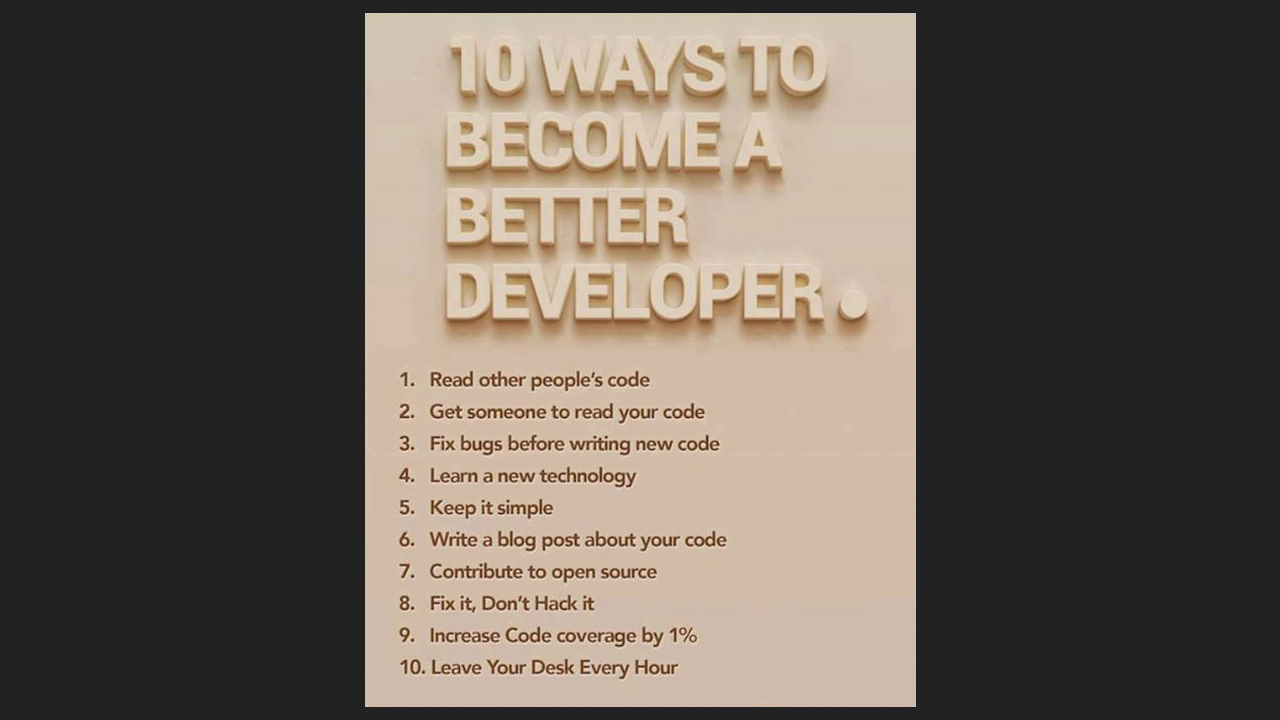 10 WAYS TO
BECOME A
BETTER
DEVELOPER.
1. Read other people's code
2. Get someone to read your code
3. Fix bugs before writing new code
4. Learn a new technology
5. Keep it simple
6. Write a blog post about your code
7. Contribute to open source
8. Fix it, Don't Hack it
9. Increase Code coverage by 1%
10. Leave Your Desk Every Hour